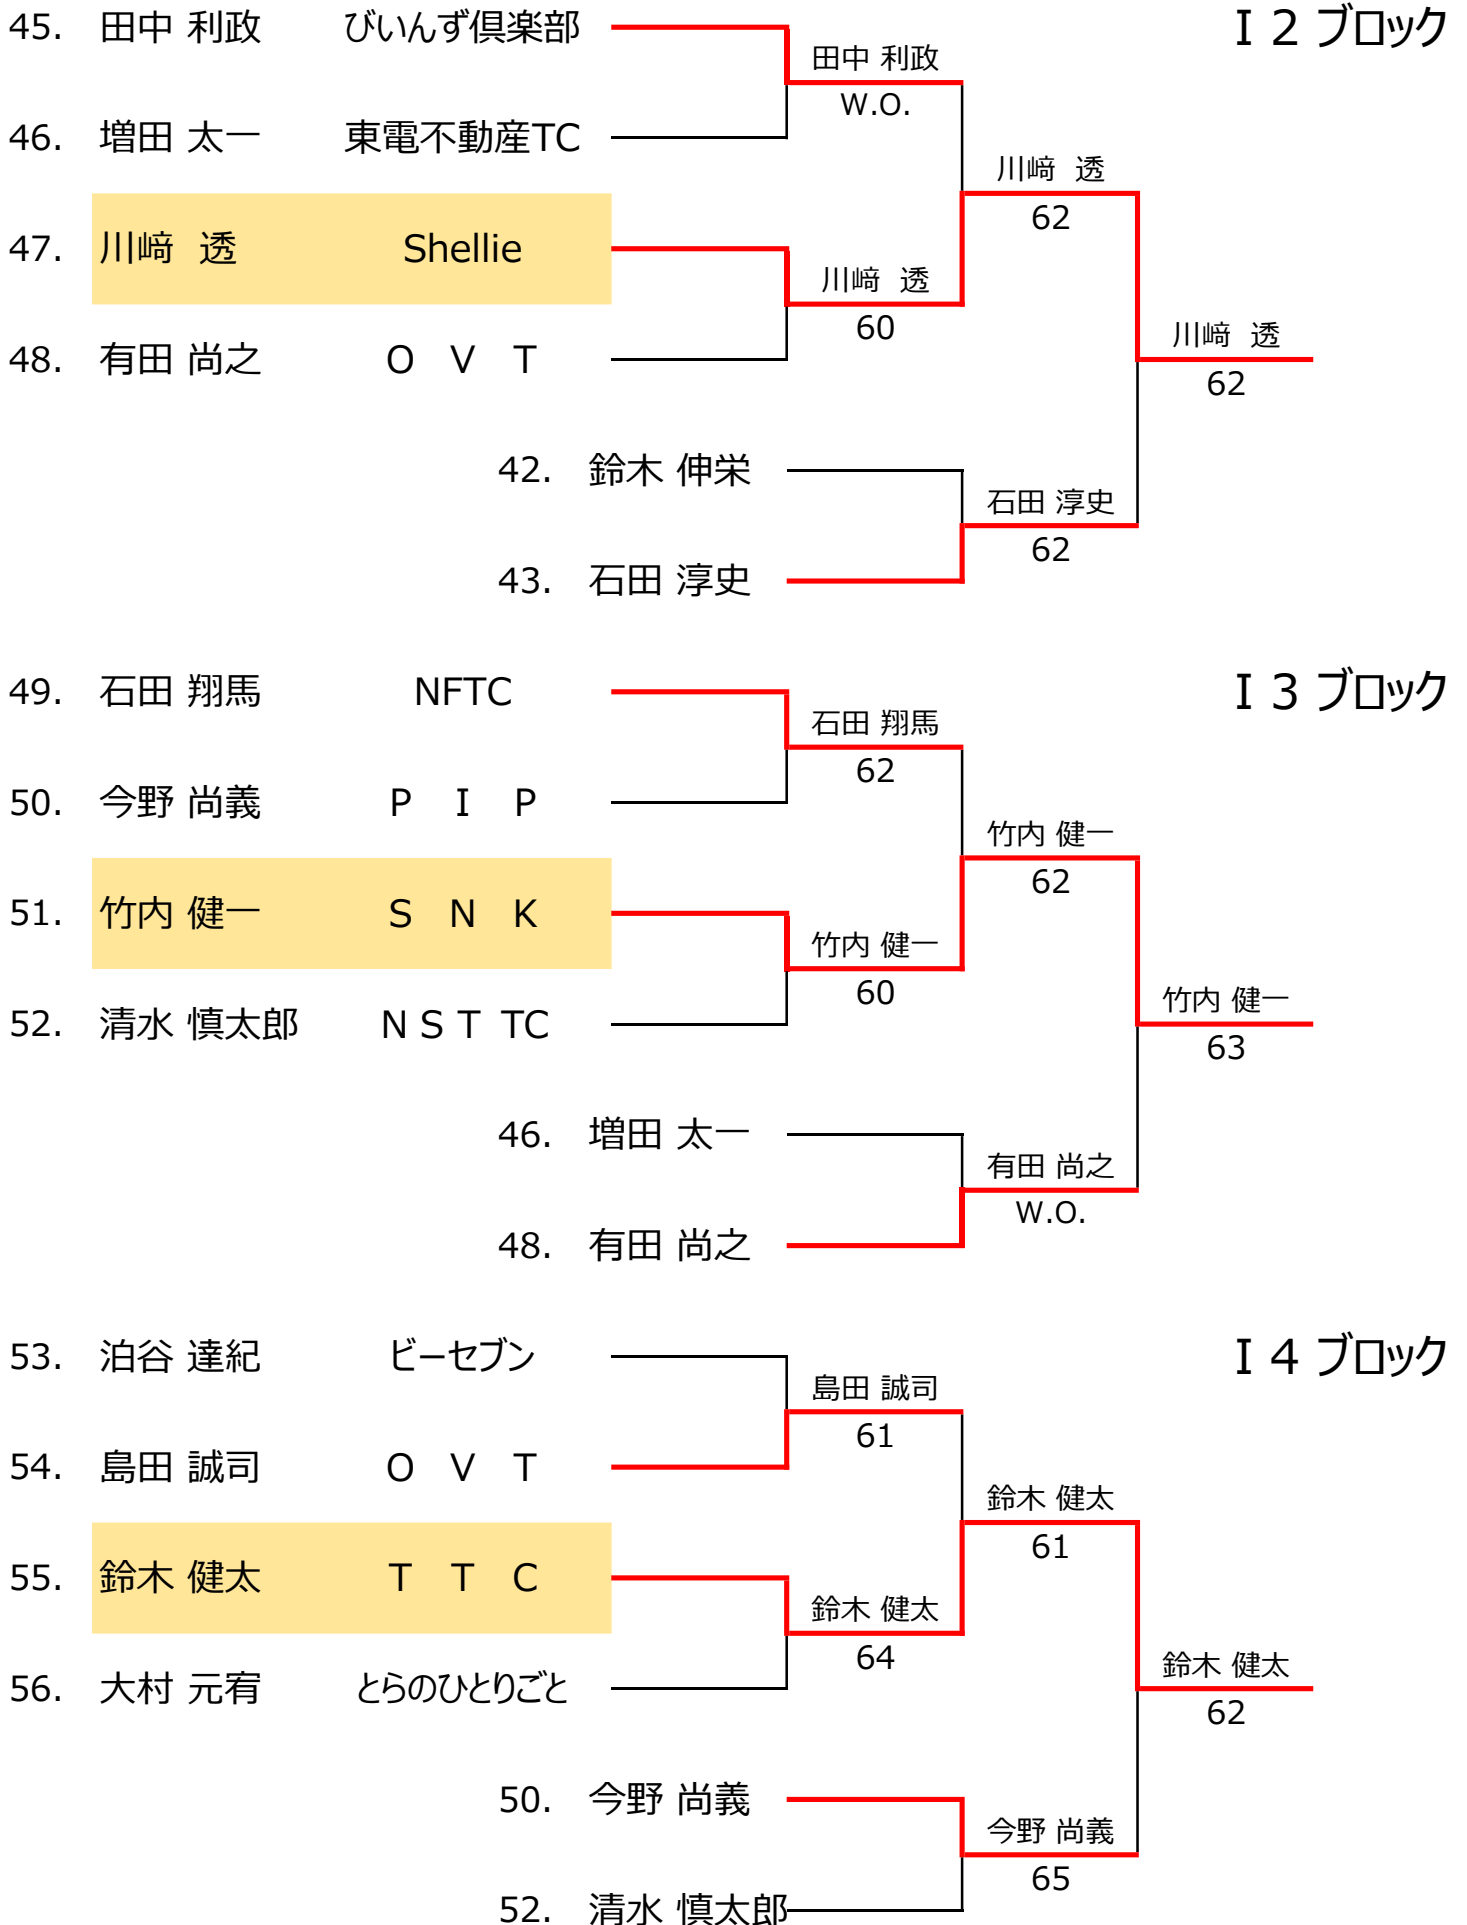 45. 田中 利政 びいんず倶楽部
I 2 ブロック
田中 利政
W.O.
46. 増田 太一 東電不動産TC
川﨑 透
62
47. 川﨑 透 Shellie
川﨑 透
60
48. 有田 尚之 O V T
川﨑 透
62
42. 鈴木 伸栄
石田 淳史
62
43. 石田 淳史
49. 石田 翔馬 NFTC
I 3 ブロック
石田 翔馬
62
50. 今野 尚義 P I P
竹内 健一
62
51. 竹内 健一 S N K
竹内 健一
60
52. 清水 慎太郎 N S T TC
竹内 健一
63
46. 増田 太一
有田 尚之
W.O.
48. 有田 尚之
53. 泊谷 達紀 ビーセブン
I 4 ブロック
島田 誠司
61
54. 島田 誠司 O V T
鈴木 健太
61
55. 鈴木 健太 T T C
鈴木 健太
64
56. 大村 元宥 とらのひとりごと
鈴木 健太
62
50. 今野 尚義
今野 尚義
65
52. 清水 慎太郎